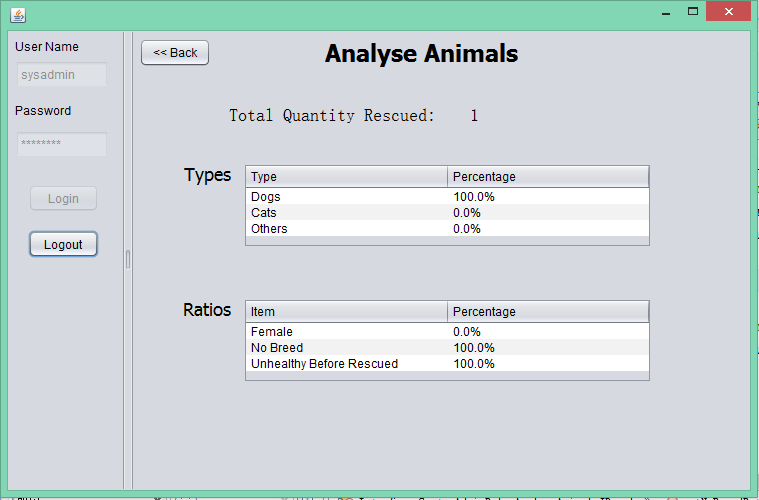 User Name
sysadmin
Password
********
Login
Logout
<< Back
Analyse Animals
Total Quantity Rescued: 1
Types
Type Percentage
Dogs 100.0%
Cats 0.0%
Others 0.0%
Ratios
Item Percentage
Female 0.0%
No Breed 100.0%
Unhealthy Before Rescued 100.0%